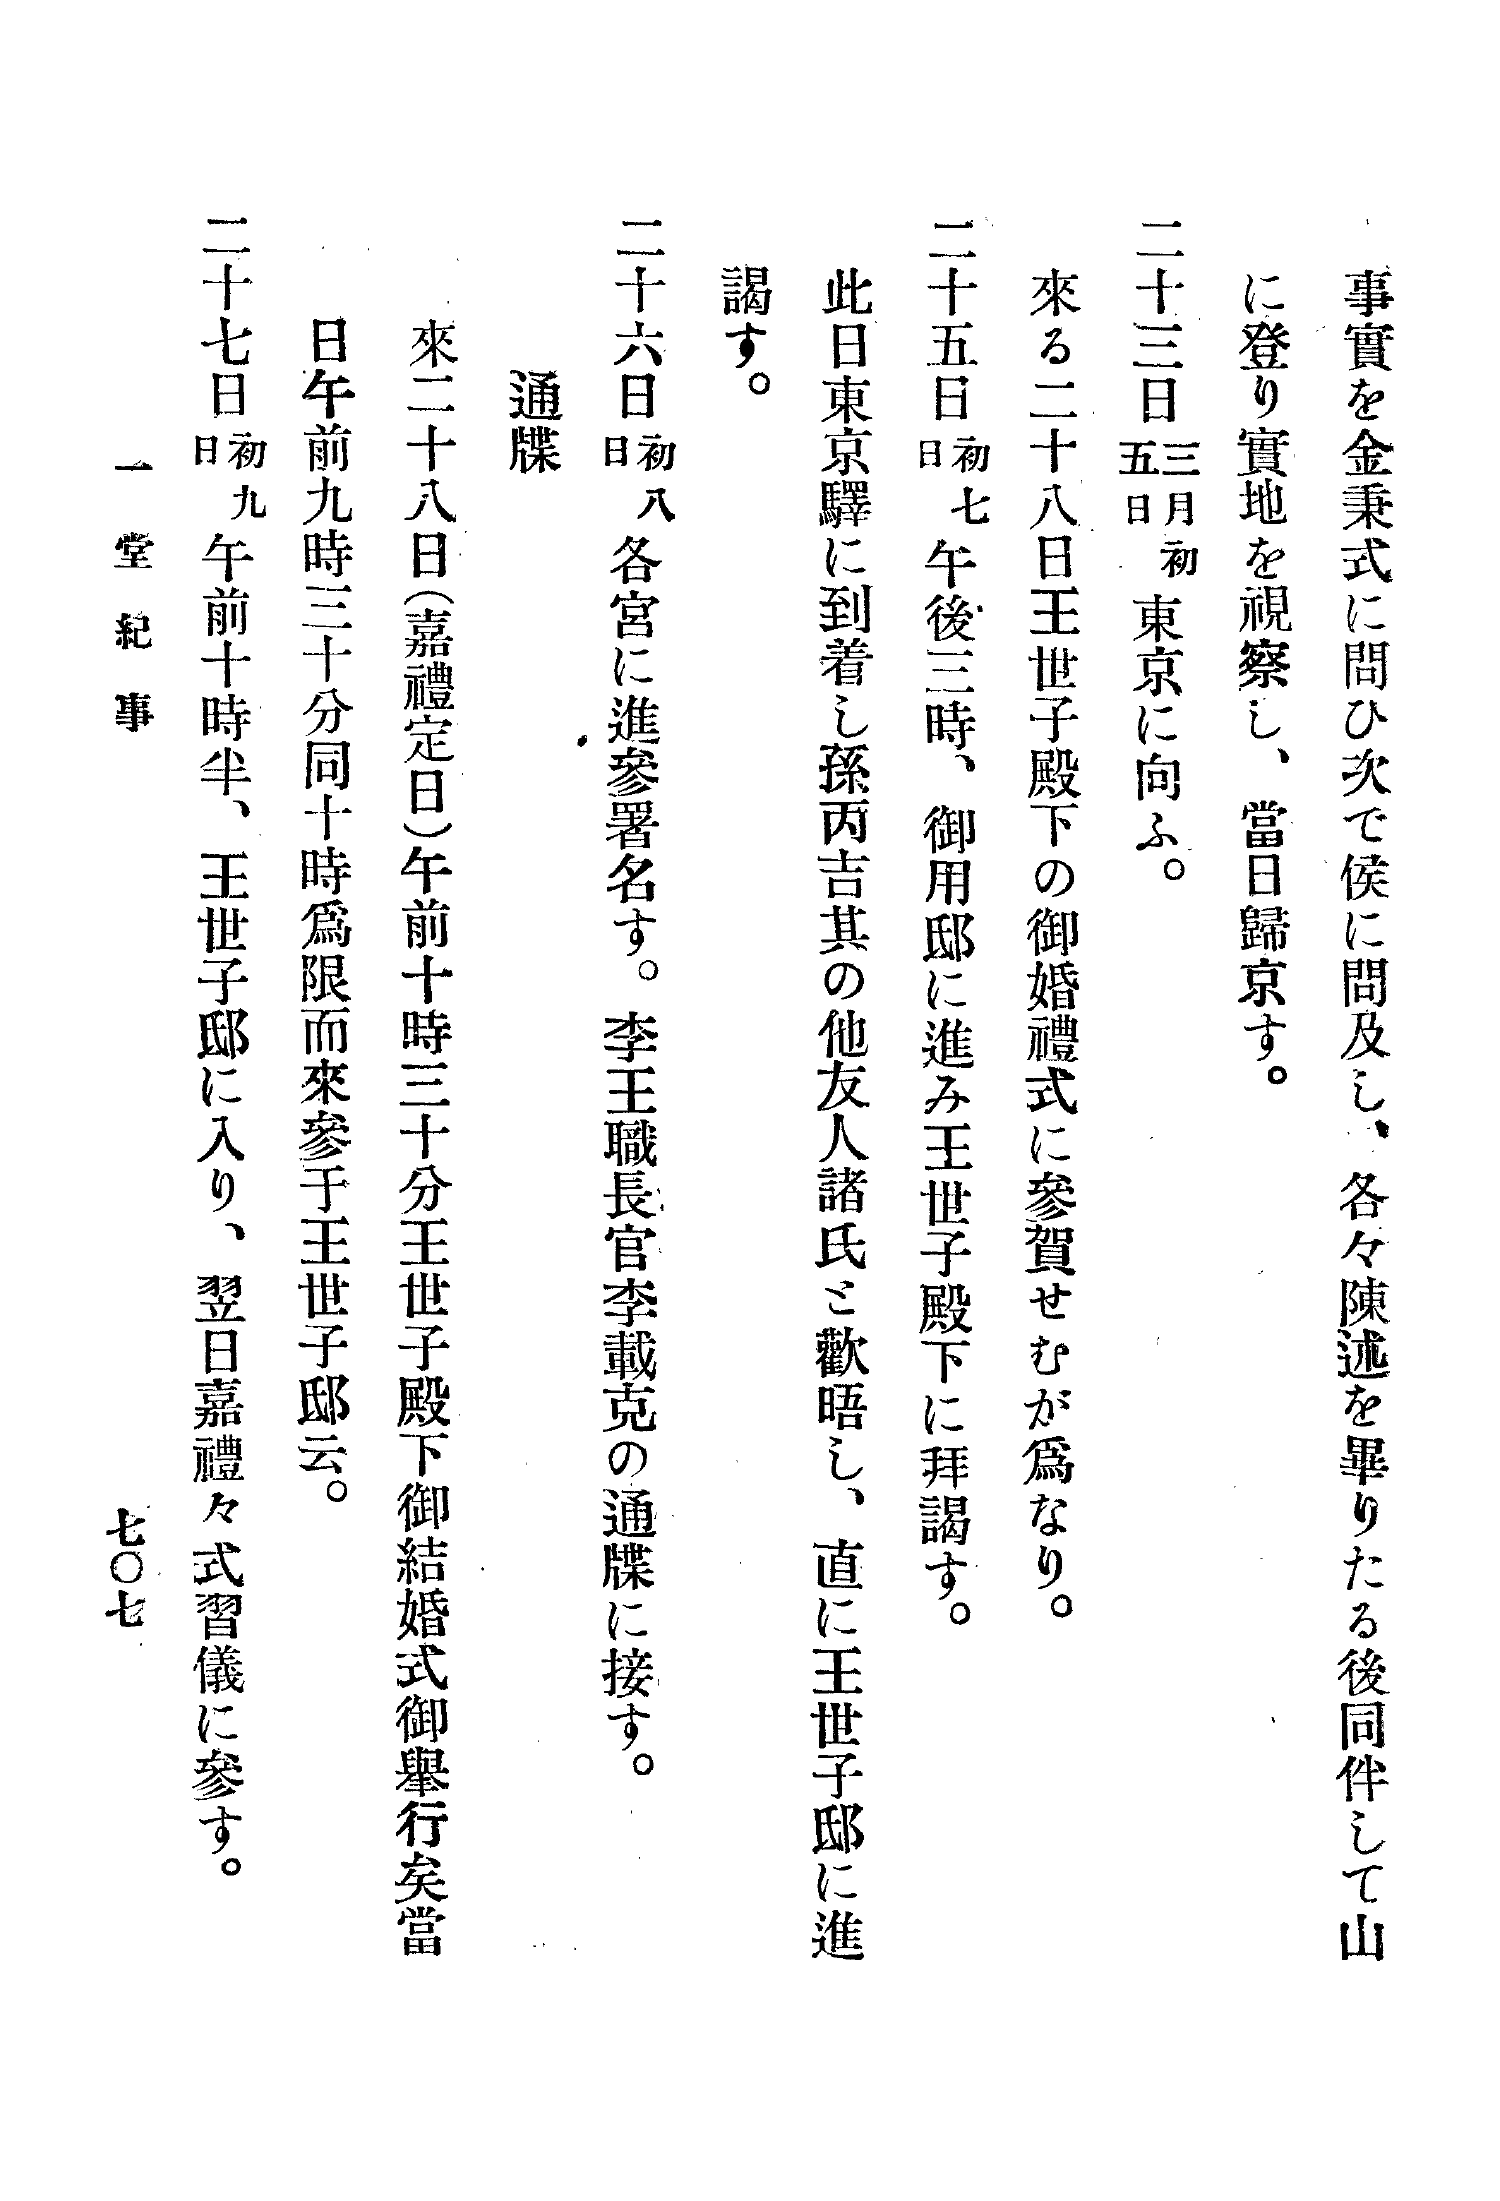 事實を金秉式に問ひ次で侯に問及し、各々陳述を畢りたる後同伴して山
に登り實地を視察し、當日歸京す。
二十三日三月初五日東京に向ふ。
來る二十八日王世子殿下の御婚禮式に參賀せむが爲なり。
二十五日初七日午後三時、御用邸に進み王世子殿下に拜謁す。
此日東京驛に到着し孫丙吉其の他友人諸氏と歡晤し、直に王世子邸に進
謁す。
二十六日初八日各宮に進參署名す。李王職長官李載克の通牒に接す。
通牒
來二十八日(嘉禮定日)午前十時三十分王世子殿下御結婚式御擧行矣當
日午前九時三十分同十時爲限而來參于王世子邸云。
二十七日初九日午前十時半、王世子邸に入り、翌日嘉禮々式習儀に參す。
一堂紀事
七〇七